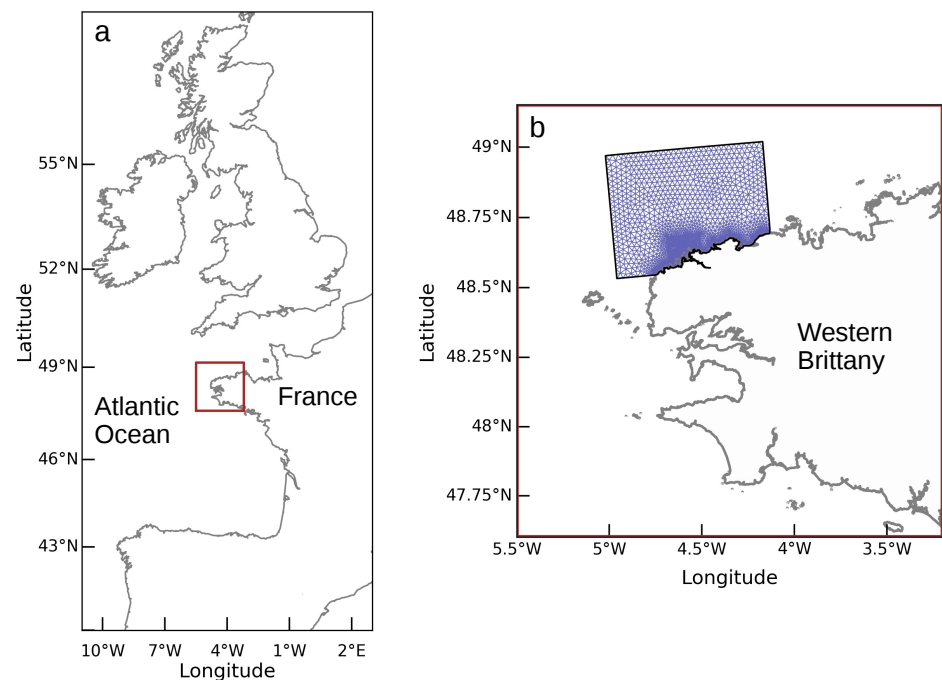 a
55°N
52°N
49°N
46°N
43°N
Latitude
Atlantic
Ocean
France
10°W 7°W 4°W 1°W 2°E
Longitude
b
49°N
48.75°N
48.5°N
48.25°N
48°N
47.75°N
Latitude
Western
Brittany
5.5°W 5°W 4.5°W 4°W 3.5°W
Longitude